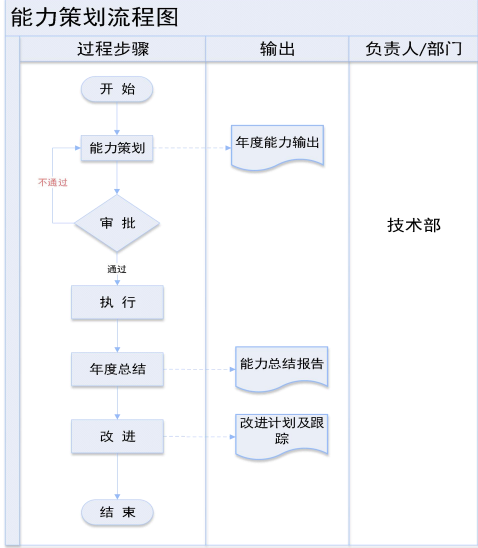 能力策划流程图
过程步骤
输出
负责人/部门
开 始
能力策划
年度能力输出
不通过
审 批
技术部
通过
执 行
年度总结
能力总结报告
改 进
改进计划及跟
踪
结 束